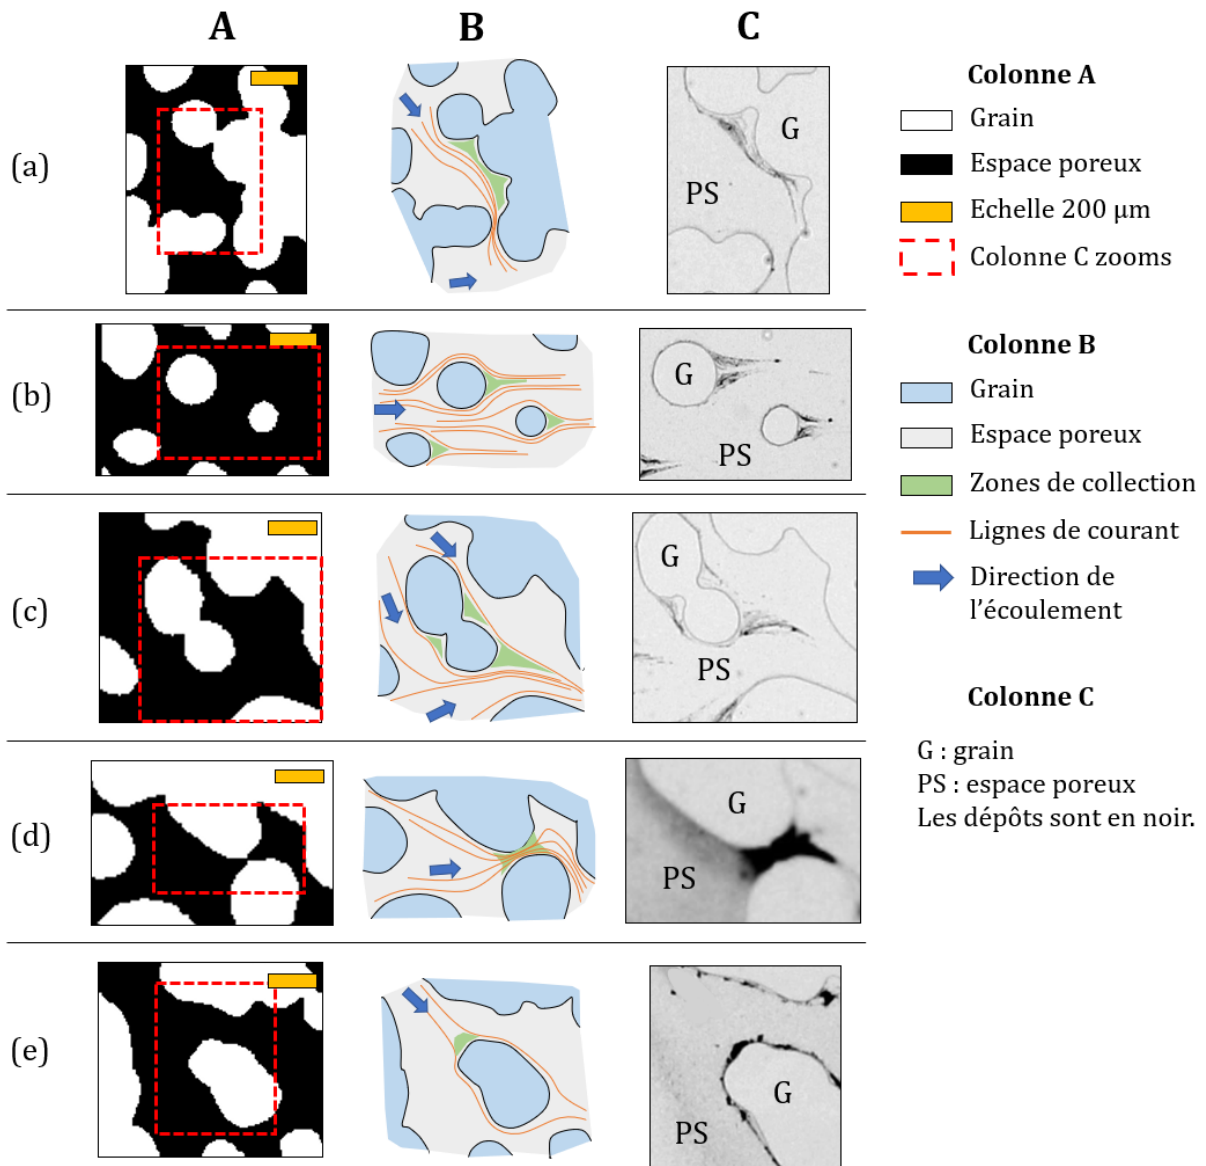 A B C
(a)
G
PS
(b)
G
PS
(c)
G
PS
(d)
G
PS
(e)
G
PS
Colonne A
Grain
Espace poreux
Echelle 200 µm
Colonne C zooms
Colonne B
Grain
Espace poreux
Zones de collection
Lignes de courant
Direction de
l’écoulement
Colonne C
G : grain
PS : espace poreux
Les dépôts sont en noir.